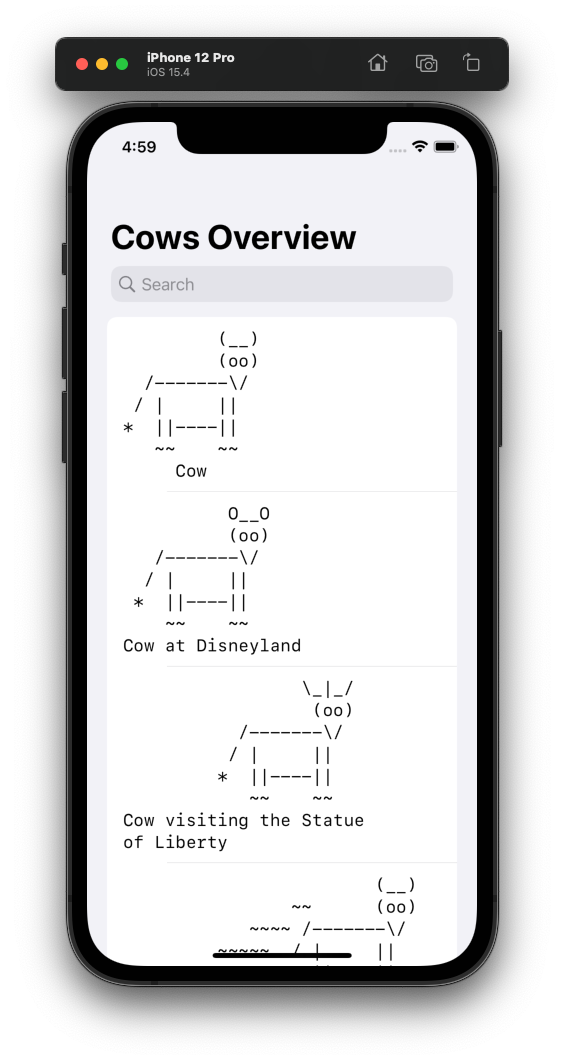 iPhone 12 Pro
iOS 15.4
4:59
Cows Overview
Search
         (__)
         (oo)
  /-------\/
 / |     ||
*  ||----||
   ~~    ~~
     Cow
          O__O
          (oo)
   /-------\/
  / |     ||
 *  ||----||
    ~~    ~~
Cow at Disneyland
                 \_|_/
                  (oo)
           /-------\/
          / |     ||
         *  ||----||
            ~~    ~~
Cow visiting the Statue
of Liberty
                        (__)
                ~~      (oo)
            ~~~~ /-------\/
         ~~~~~  / |     ||